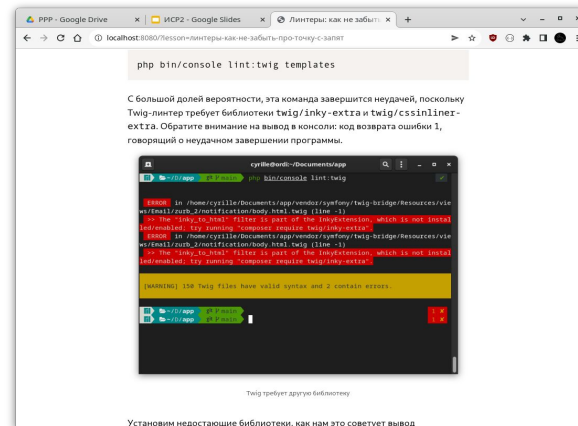 PPP - Google Drive
ИСР2 - Google Slides
Линтеры: как не забыт
localhost:8080/?lesson=линтеры-как-не-забыть-про-точку-с-запят
php bin/console lint:twig templates
С большой долей вероятности, эта команда завершится неудачей, поскольку
Twig-линтер требует библиотеки twig/inky-extra и twig/cssinliner-
extra. Обратите внимание на вывод в консоли: код возврата ошибки 1,
говорящий о неудачном завершении программы.
cyrille@ordi:~/Documents/app
~/D/app main php bin/console lint:twig
ERROR in /home/cyrille/Documents/app/vendor/symfony/twig-bridge/Resources/vie
ws/Email/zurb_2/notification/body.html.twig (line -1)
>> The "inky_to_html" filter is part of the InkyExtension, which is not instal
led/enabled; try running "composer require twig/inky-extra".
ERROR in /home/cyrille/Documents/app/vendor/symfony/twig-bridge/Resources/vie
ws/Email/zurb_2/notification/body.html.twig (line -1)
>> The "inky_to_html" filter is part of the InkyExtension, which is not instal
led/enabled; try running "composer require twig/inky-extra".
[WARNING] 150 Twig files have valid syntax and 2 contain errors.
~/D/app main 1 ✘
~/D/app main 1 ✘
Twig требует другую библиотеку
Установим недостающие библиотеки, как нам это советует вывод